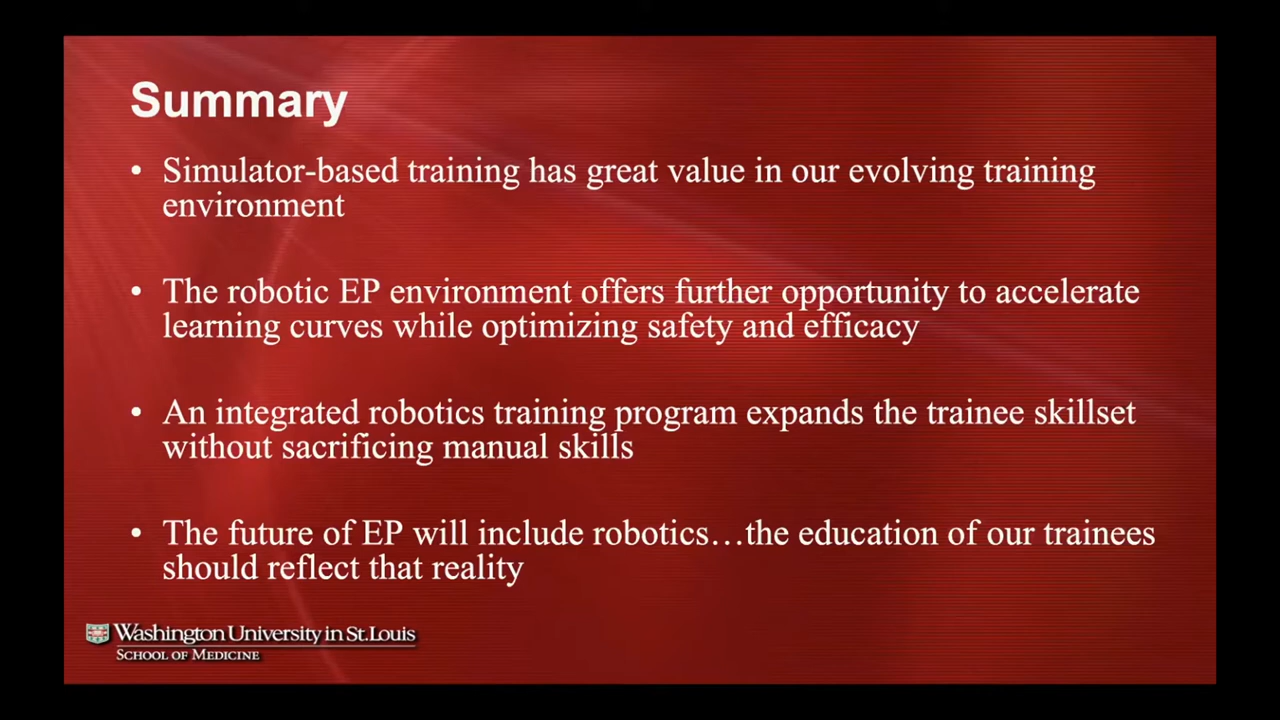 Summary
• Simulator-based training has great value in our evolving training
environment
• The robotic EP environment offers further opportunity to accelerate
learning curves while optimizing safety and efficacy
• An integrated robotics training program expands the trainee skillset
without sacrificing manual skills
• The future of EP will include robotics…the education of our trainees
should reflect that reality
Washington University in St. Louis
SCHOOL OF MEDICINE